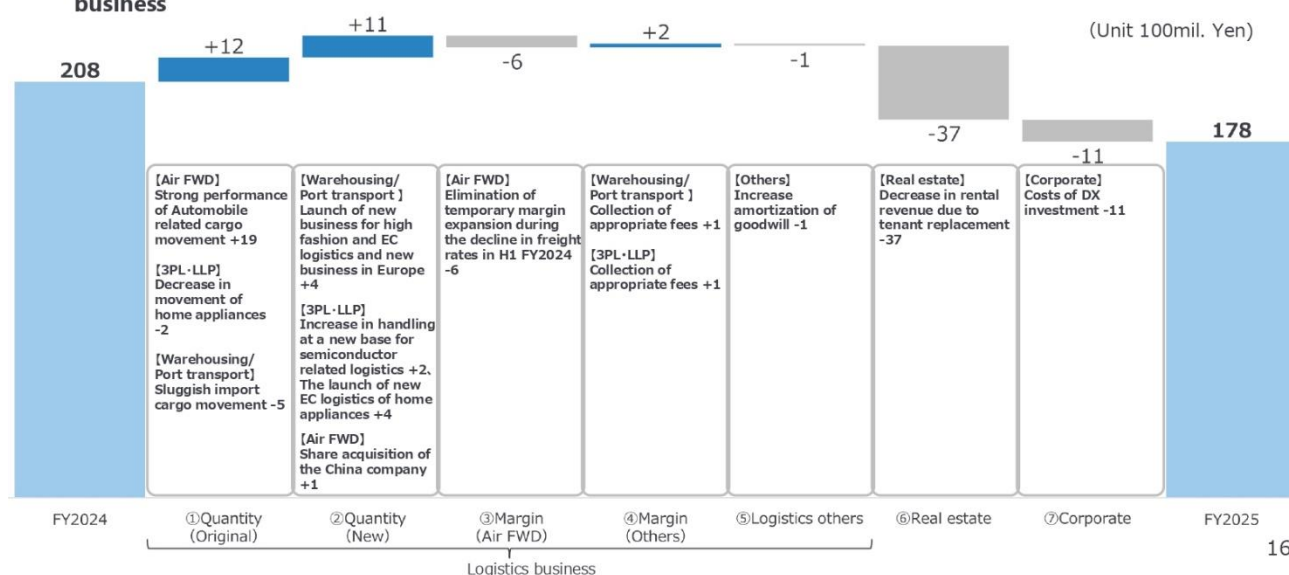 business
(Unit 100mil. Yen)
208
+12
+11
-6
+2
-1
-37
-11
178
【Air FWD】
Strong performance
of Automobile
related cargo
movement +19
【3PL·LLP】
Decrease in
movement of
home appliances
-2
【Warehousing/
Port transport】
Sluggish import
cargo movement -5
【Warehousing/
Port transport 】
Launch of new
business for high
fashion and EC
logistics and new
business in Europe
+4
【3PL·LLP】
Increase in handling
at a new base for
semiconductor
related logistics +2、
The launch of new
EC logistics of home
appliances +4
【Air FWD】
Share acquisition of
the China company
+1
【Air FWD】
Elimination of
temporary margin
expansion during
the decline in freight
rates in H1 FY2024
-6
【Warehousing/
Port transport 】
Collection of
appropriate fees +1
【3PL·LLP】
Collection of
appropriate fees +1
【Others】
Increase
amortization of
goodwill -1
【Real estate】
Decrease in rental
revenue due to
tenant replacement
-37
【Corporate】
Costs of DX
investment -11
FY2024
①Quantity
(Original)
②Quantity
(New)
③Margin
(Air FWD)
④Margin
(Others)
⑤Logistics others
⑥Real estate
⑦Corporate
FY2025
Logistics business
16